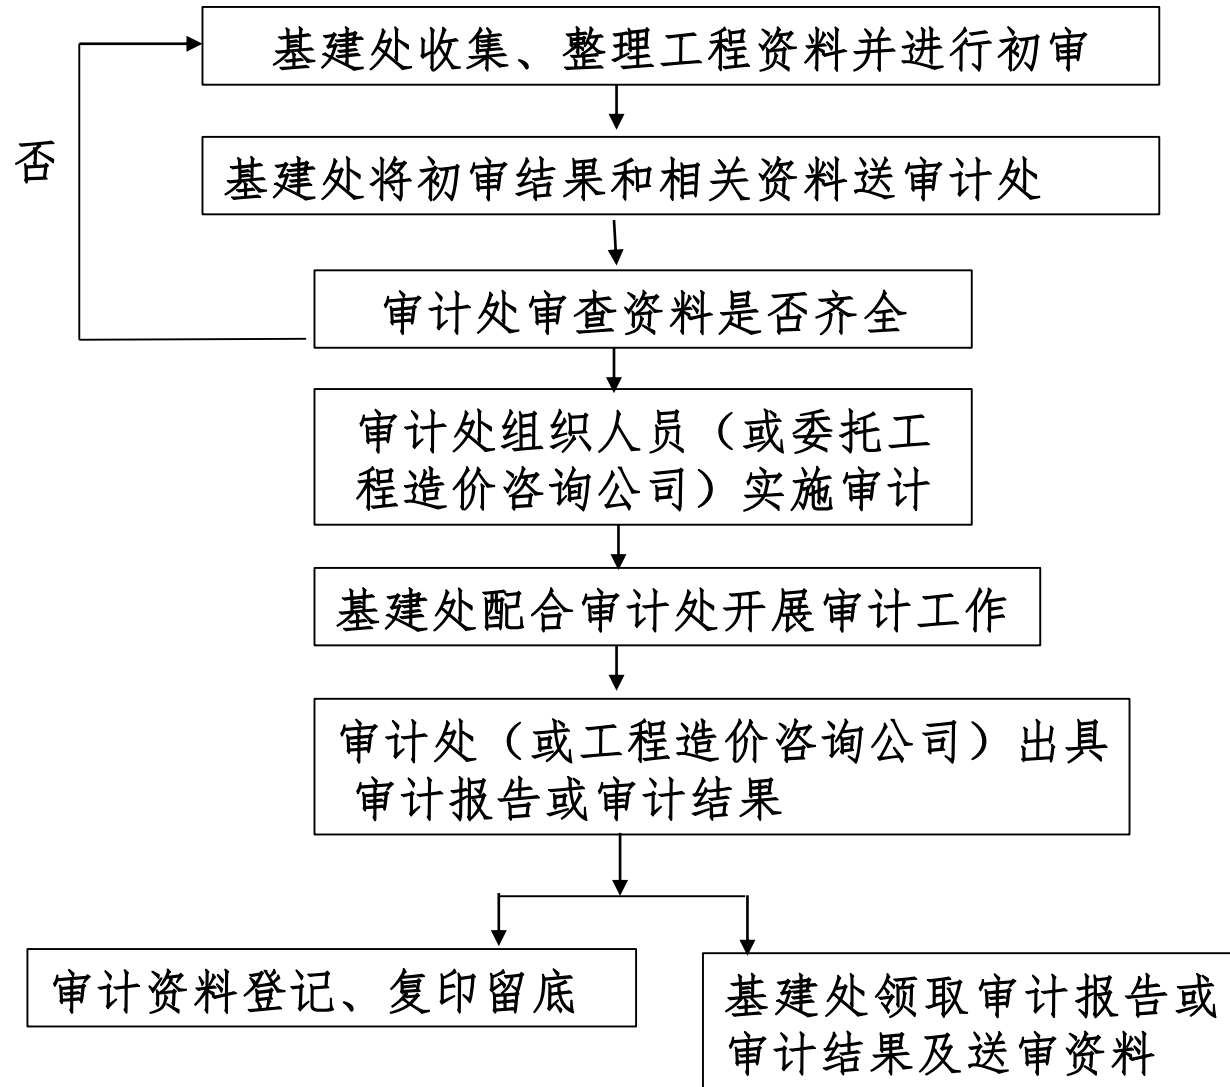 基建处收集、整理工程资料并进行初审
否
基建处将初审结果和相关资料送审计处
审计处审查资料是否齐全
审计处组织人员（或委托工
程造价咨询公司）实施审计
基建处配合审计处开展审计工作
审计处（或工程造价咨询公司）出具
审计报告或审计结果
审计资料登记、复印留底
基建处领取审计报告或
审计结果及送审资料